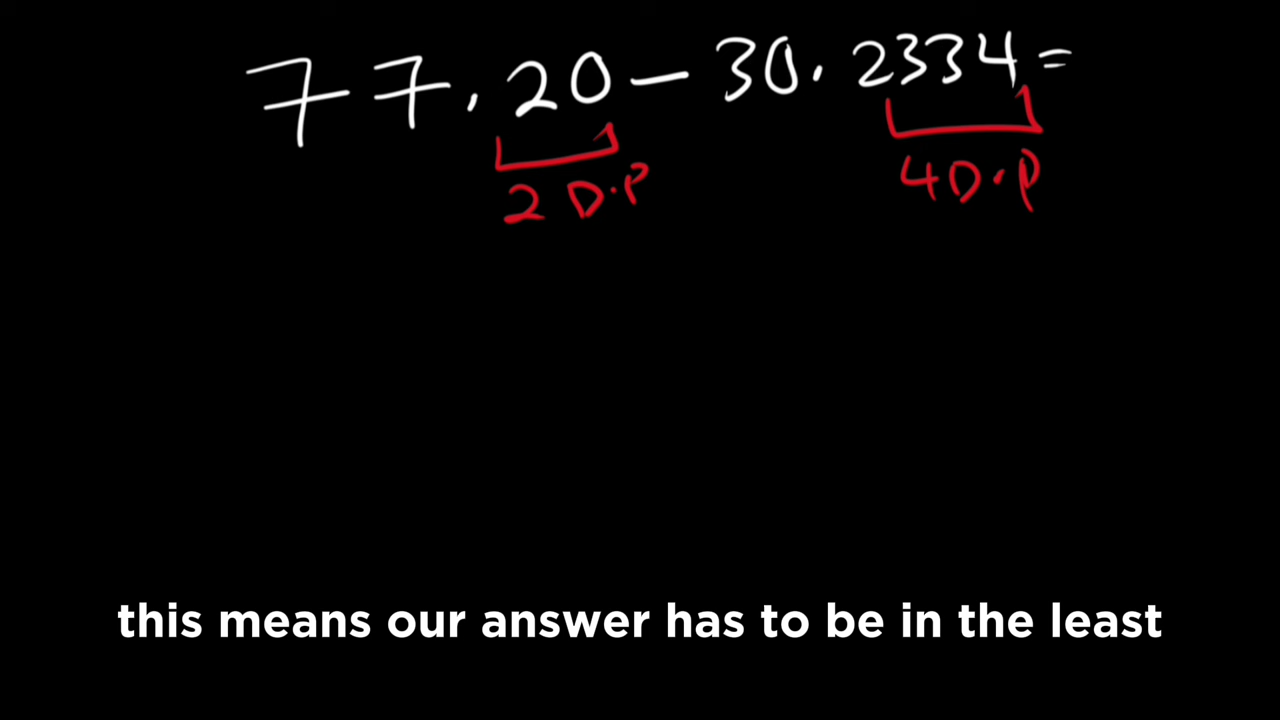 77.20 - 30.2334 =
2 D.P 4 D.P
this means our answer has to be in the least